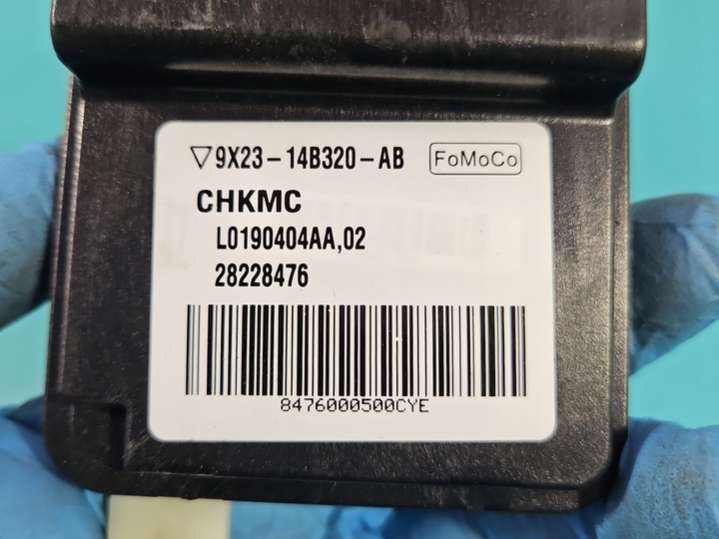 ▽9X23-14B320-AB FoMoCo
CHKMC
L0190404AA,02
28228476
8476000500CYE